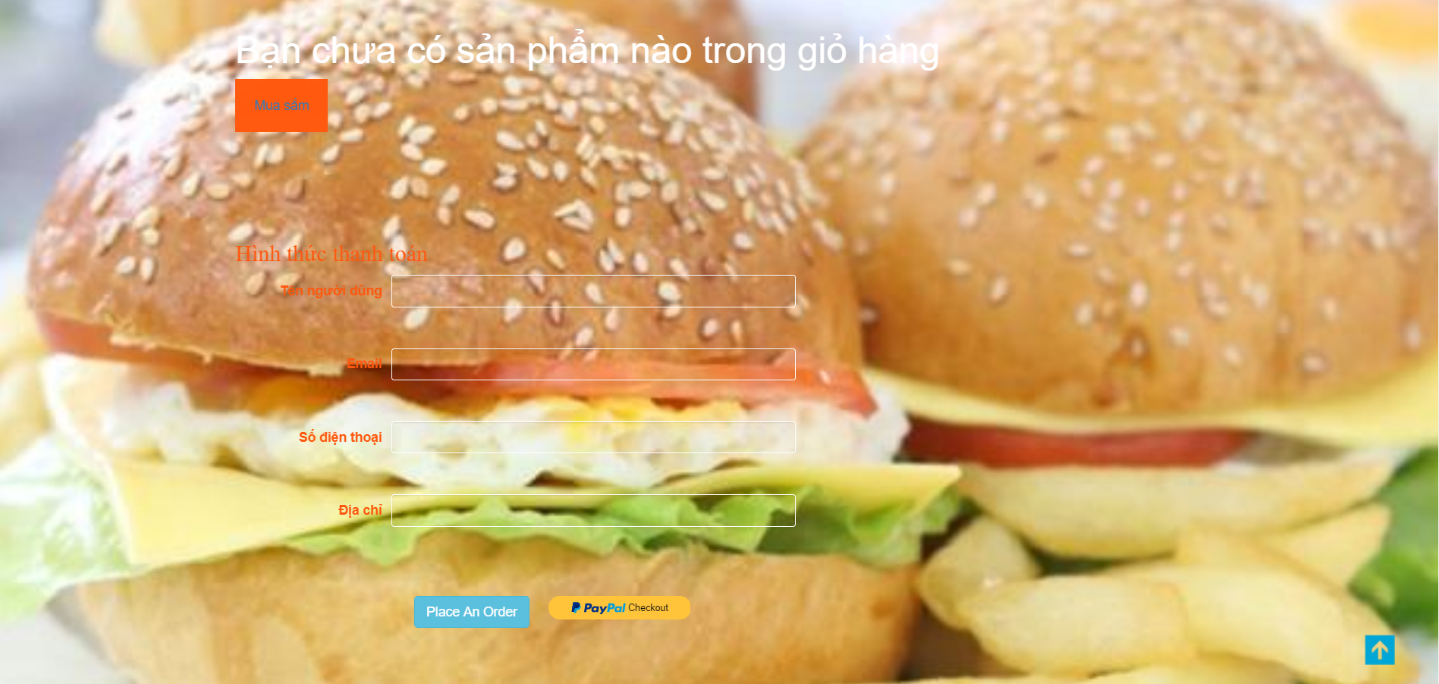 Bạn chưa có sản phẩm nào trong giỏ hàng
Mua sắm
Hình thức thanh toán
Tên người dùng
Email
Số điện thoại
Địa chỉ
Place An Order
PayPal Checkout